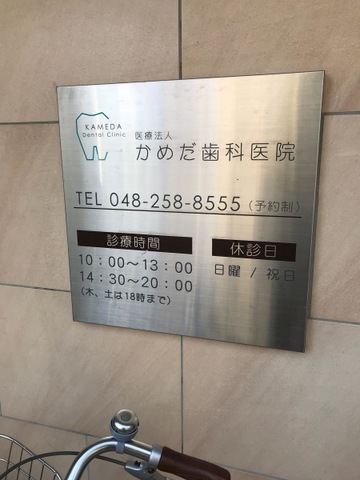 KAMEDA
Dental Clinic
医療法人
かめだ歯科医院
TEL 048-258-8555 (予約制)
診療時間
10:00〜13:00
14:30〜20:00
(木、土は18時まで)
休診日
日曜 / 祝日